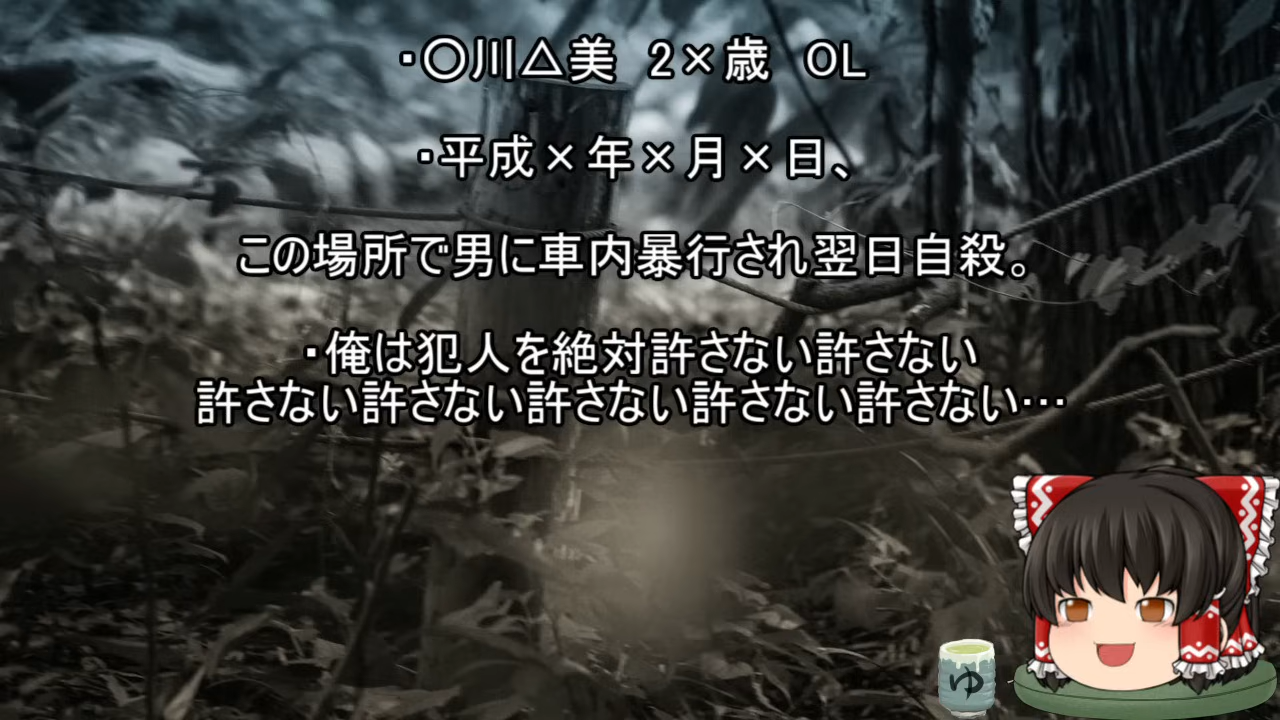 ・〇川△美 2×歳 OL
・平成×年×月×日、
この場所で男に車内暴行され翌日自殺。
・俺は犯人を絶対許さない許さない
許さない許さない許さない許さない許さない…
ゆ